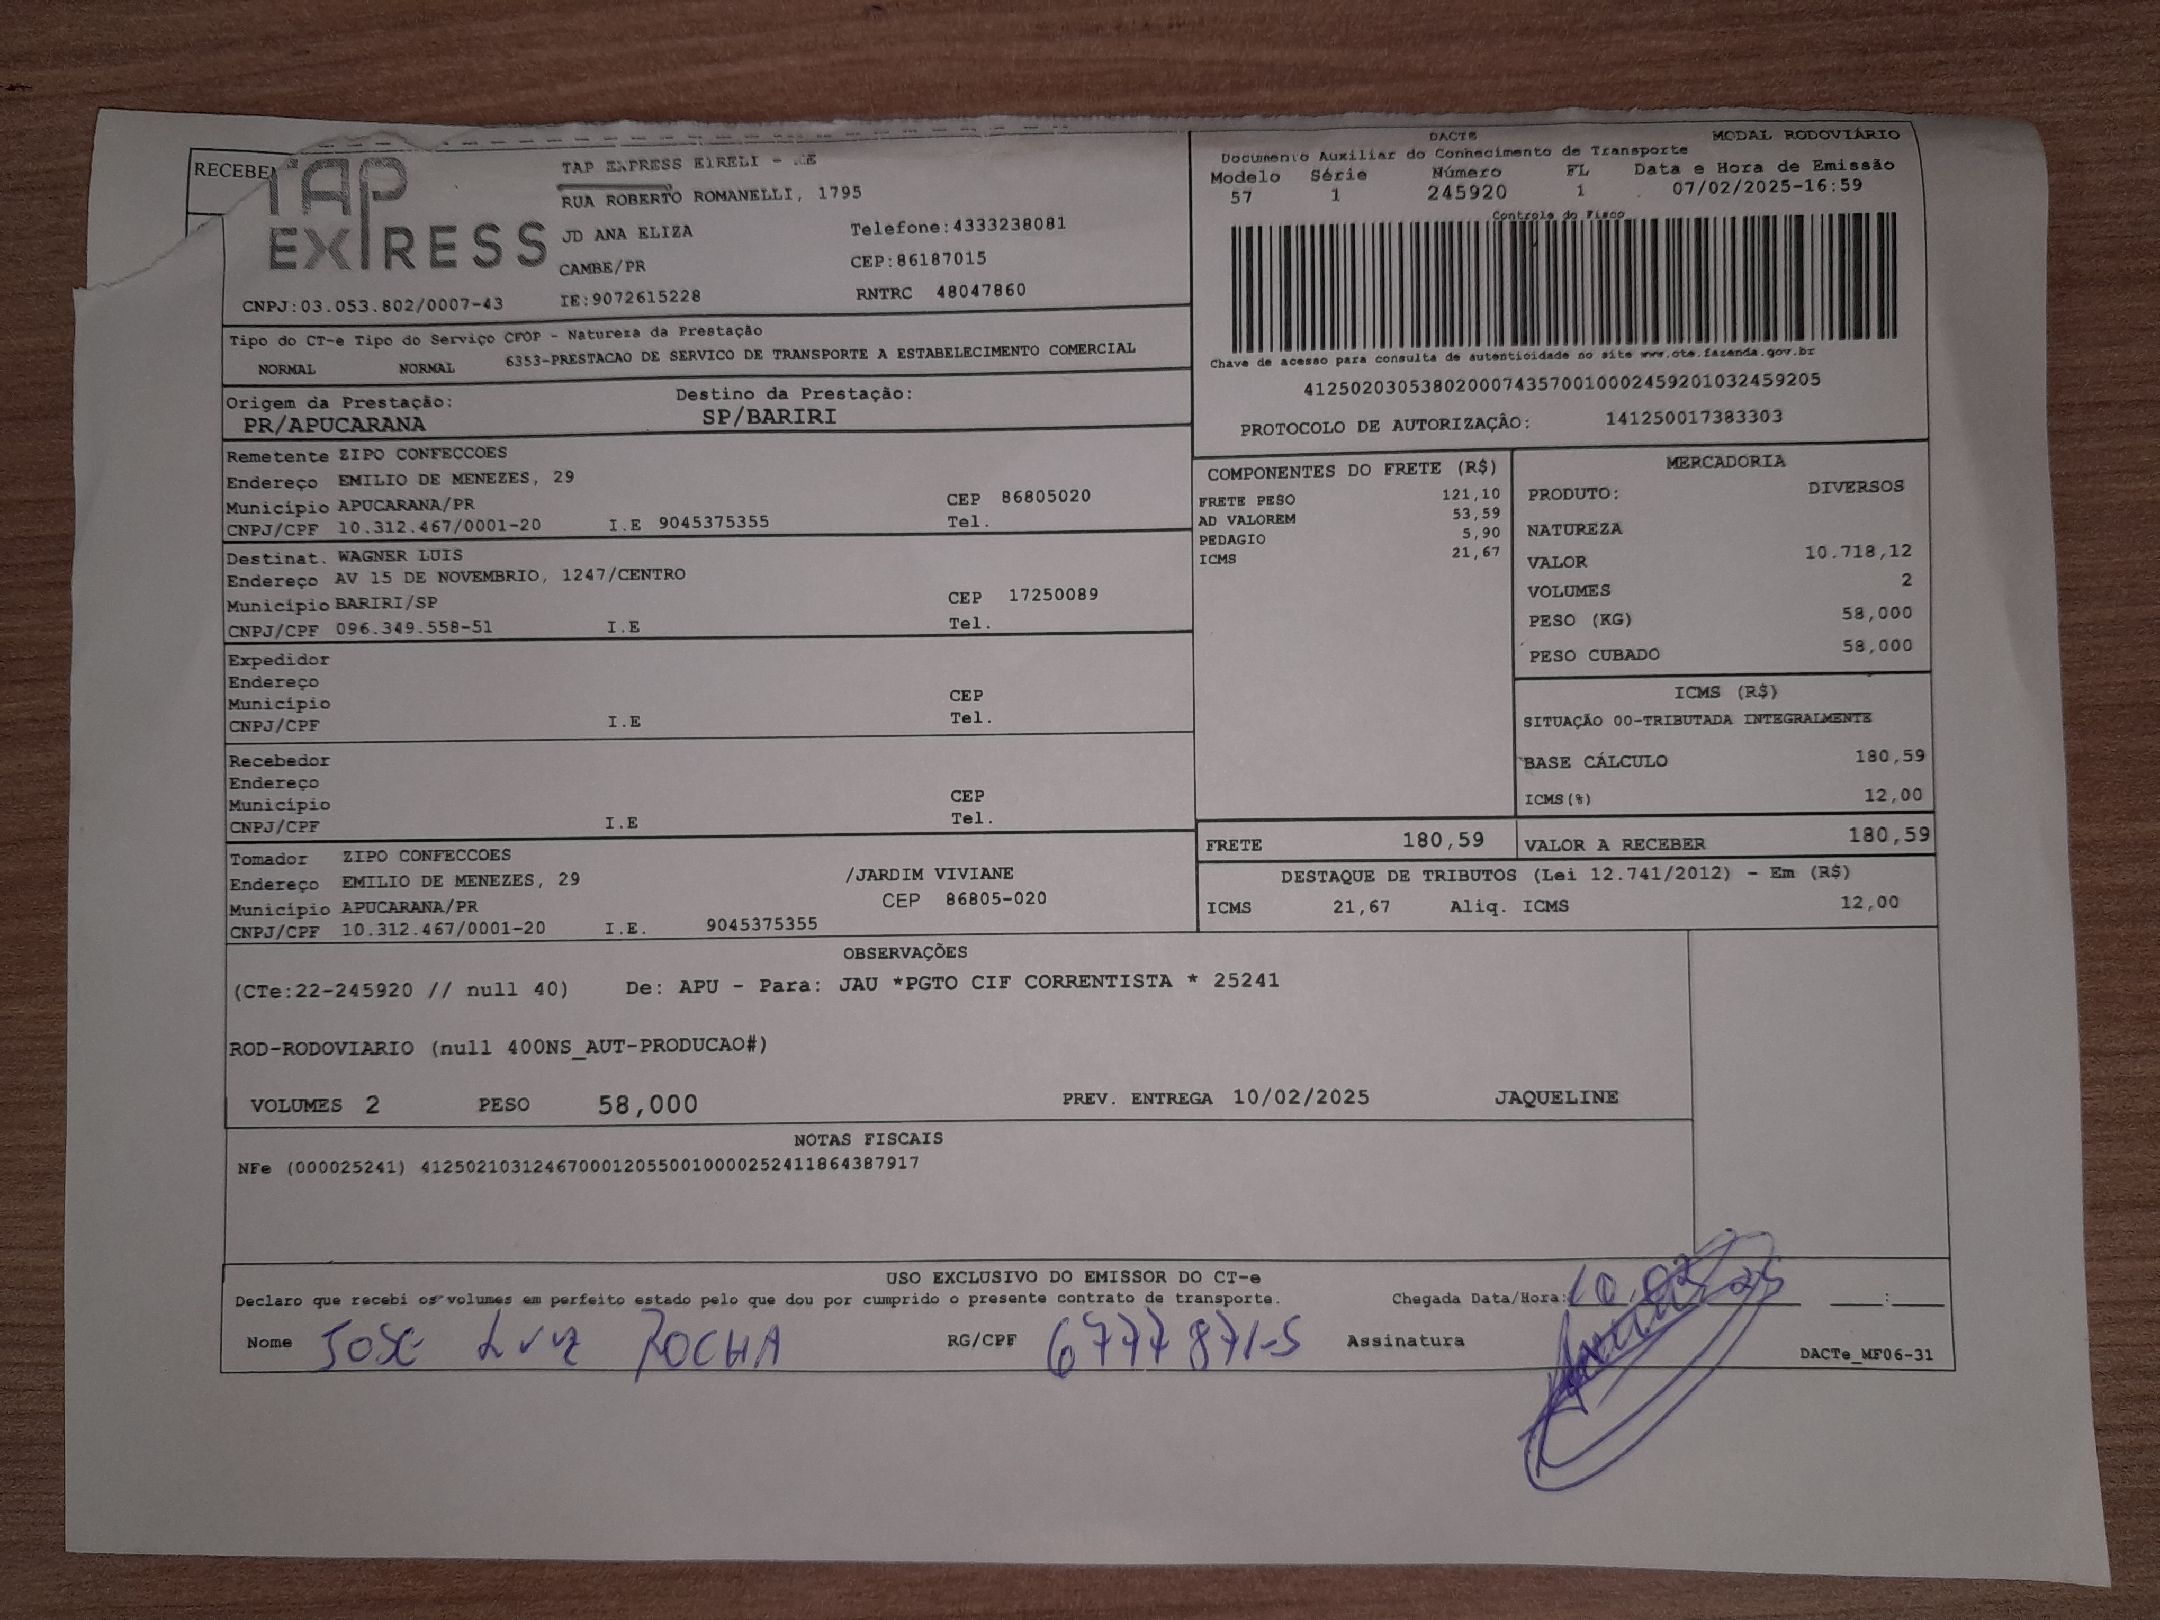 RECEBE
TAP
EXPRESS
TAP EXPRESS EIRELI -
RUA ROBERTO ROMANELLI, 1795
JD ANA ELIZA Telefone:4333238081
CAMBE/PR CEP:86187015
CNPJ:03.053.802/0007-43 IE:9072615228 RNTRC 48047860
DACTE MODAL RODOVIÁRIO
Documento Auxiliar do Conhecimento de Transporte
Modelo Série Número FL Data e Hora de Emissão
57 1 245920 1 07/02/2025-16:59
Controle do Fisco
Chave de acesso para consulta de autenticidade no site www.cte.fazenda.gov.br
41250203053802000743570010002459201032459205
PROTOCOLO DE AUTORIZAÇÂO: 141250017383303
Tipo do CT-e Tipo do Serviço CFOP - Natureza da Prestação
NORMAL NORMAL 6353-PRESTACAO DE SERVICO DE TRANSPORTE A ESTABELECIMENTO COMERCIAL
Origem da Prestação: Destino da Prestação:
PR/APUCARANA SP/BARIRI
Remetente ZIPO CONFECCOES
Endereço EMILIO DE MENEZES, 29
Município APUCARANA/PR CEP 86805020
CNPJ/CPF 10.312.467/0001-20 I.E 9045375355 Tel.
Destinat. WAGNER LUIS
Endereço AV 15 DE NOVEMBRIO, 1247/CENTRO
Município BARIRI/SP CEP 17250089
CNPJ/CPF 096.349.558-51 I.E Tel.
Expedidor
Endereço
Município CEP
CNPJ/CPF I.E Tel.
Recebedor
Endereço
Município CEP
CNPJ/CPF I.E Tel.
Tomador ZIPO CONFECCOES
Endereço EMILIO DE MENEZES, 29 /JARDIM VIVIANE
Município APUCARANA/PR CEP 86805-020
CNPJ/CPF 10.312.467/0001-20 I.E. 9045375355
COMPONENTES DO FRETE (R$)
FRETE PESO 121,10
AD VALOREM 53,59
PEDAGIO 5,90
ICMS 21,67
MERCADORIA
PRODUTO: DIVERSOS
NATUREZA
VALOR 10.718,12
VOLUMES 2
PESO (KG) 58,000
PESO CUBADO 58,000
ICMS (R$)
SITUAÇÃO 00-TRIBUTADA INTEGRALMENTE
BASE CÁLCULO 180,59
ICMS(%) 12,00
FRETE 180,59 VALOR A RECEBER 180,59
DESTAQUE DE TRIBUTOS (Lei 12.741/2012) - Em (R$)
ICMS 21,67 Aliq. ICMS 12,00
OBSERVAÇÕES
(CTe:22-245920 // null 40) De: APU - Para: JAU *PGTO CIF CORRENTISTA * 25241
ROD-RODOVIARIO (null 400NS_AUT-PRODUCAO#)
VOLUMES 2 PESO 58,000 PREV. ENTREGA 10/02/2025 JAQUELINE
NOTAS FISCAIS
NFe (000025241) 41250210312467000120550010000252411864387917
USO EXCLUSIVO DO EMISSOR DO CT-e
Declaro que recebi os volumes em perfeito estado pelo que dou por cumprido o presente contrato de transporte. Chegada Data/Hora: 10.02 25 ___:____
Nome JOSE LUIZ ROCHA RG/CPF 6777871-5 Assinatura
DACTe_MF06-31